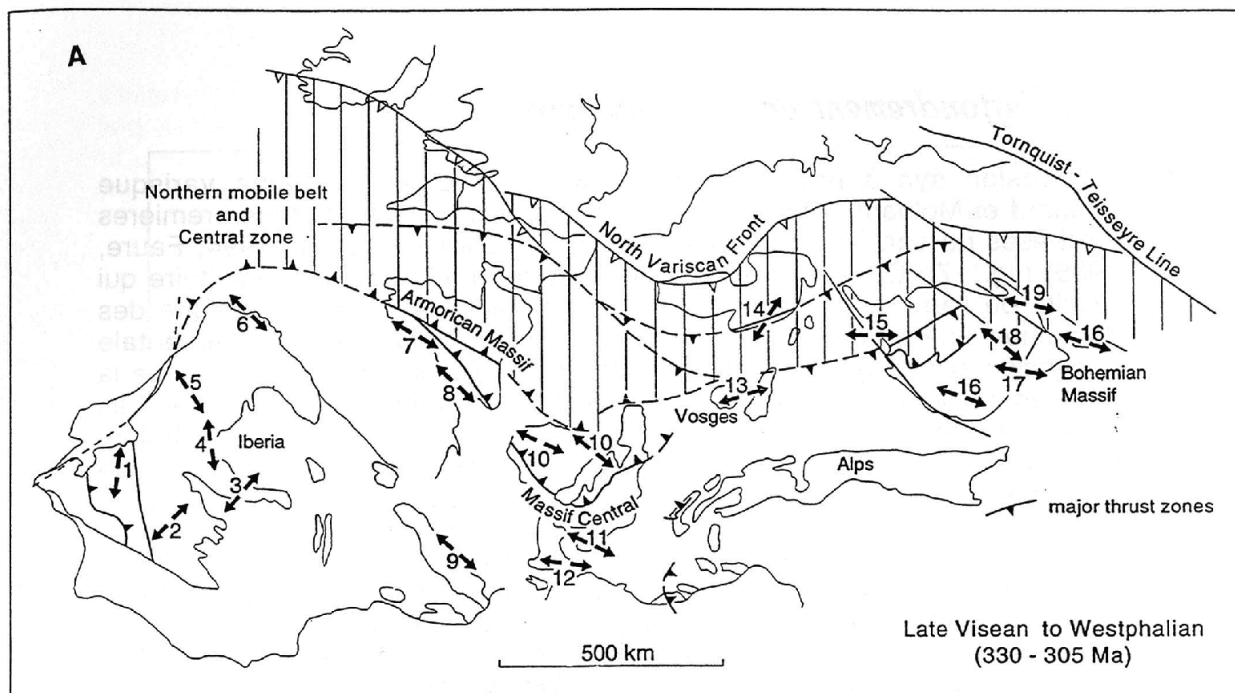 A
Northern mobile belt
and
Central zone
North Variscan Front
Tornquist - Teisseyre Line
Armorican Massif
6
7
8
5
4
Iberia
3
1
2
9
10
10
Massif Central
11
12
13
Vosges
14
15
16
17
18
19
16
Bohemian
Massif
Alps
major thrust zones
500 km
Late Visean to Westphalian
(330 - 305 Ma)